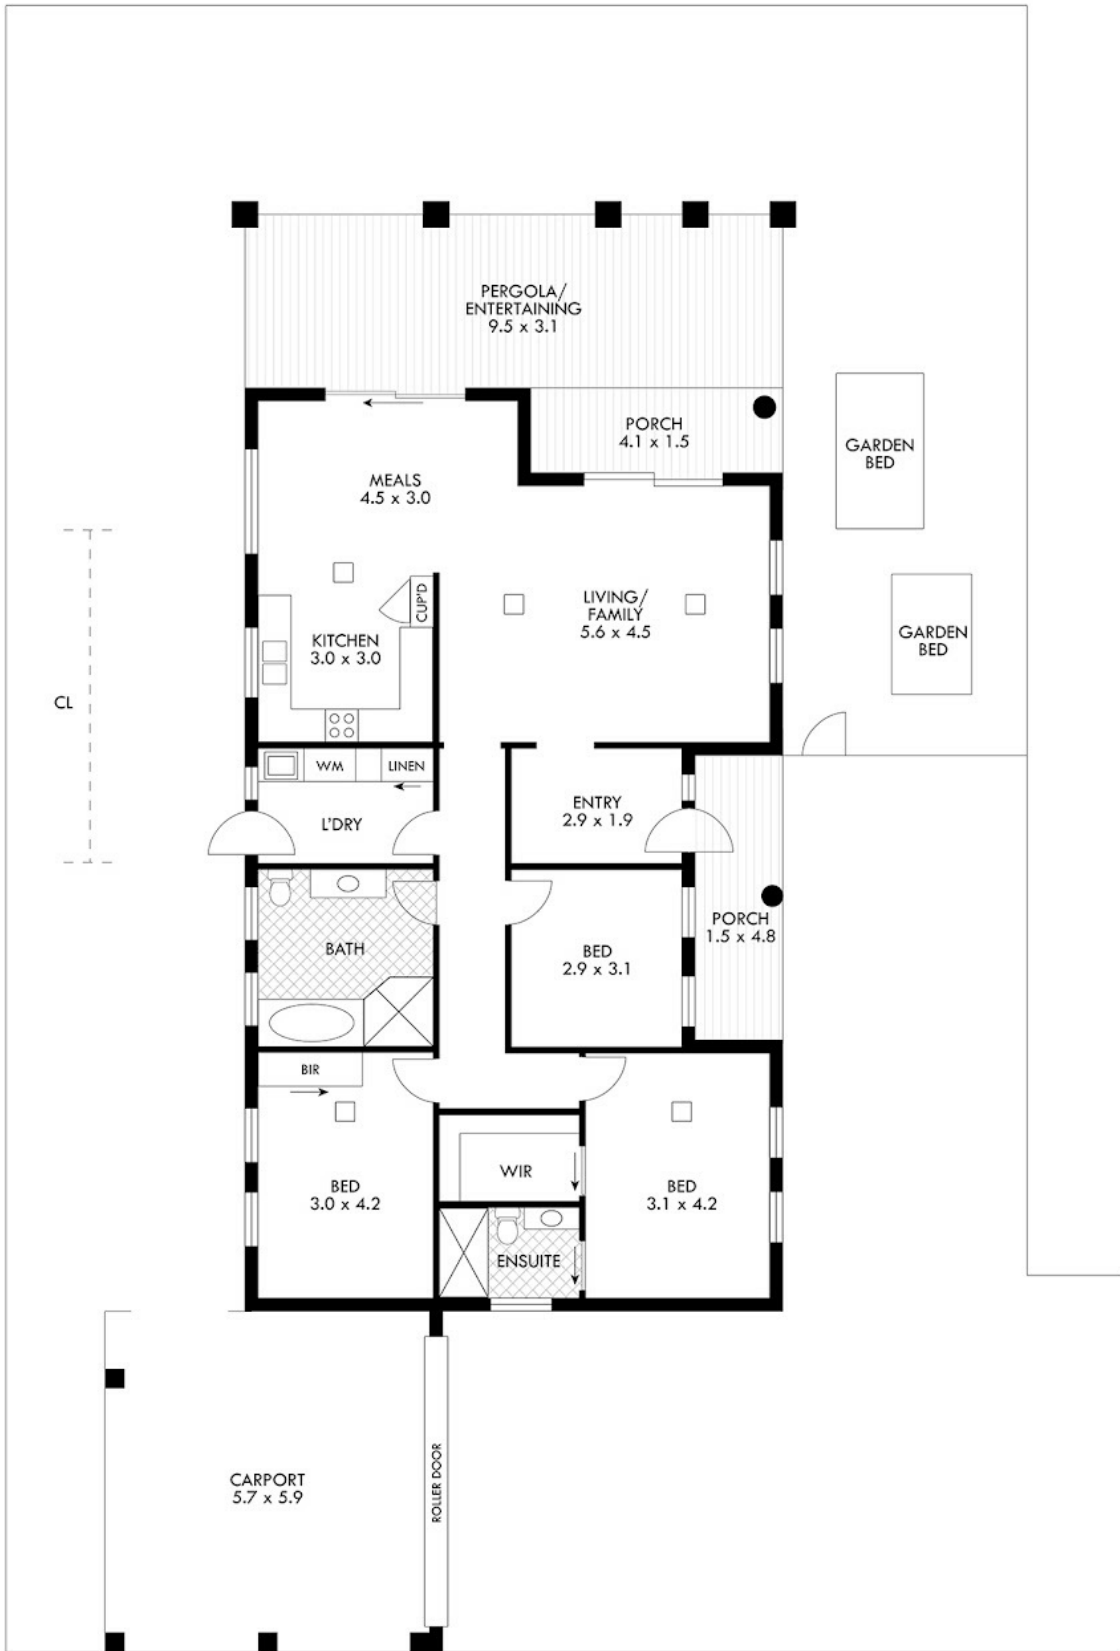 PERGOLA/
ENTERTAINING
9.5 x 3.1
PORCH
4.1 x 1.5
GARDEN
BED
MEALS
4.5 x 3.0
CUP'D
LIVING/
FAMILY
5.6 x 4.5
GARDEN
BED
KITCHEN
3.0 x 3.0
CL
WM
LINEN
L'DRY
ENTRY
2.9 x 1.9
BATH
BED
2.9 x 3.1
PORCH
1.5 x 4.8
BIR
WIR
BED
3.0 x 4.2
BED
3.1 x 4.2
ENSUITE
CARPORT
5.7 x 5.9
ROLLER DOOR